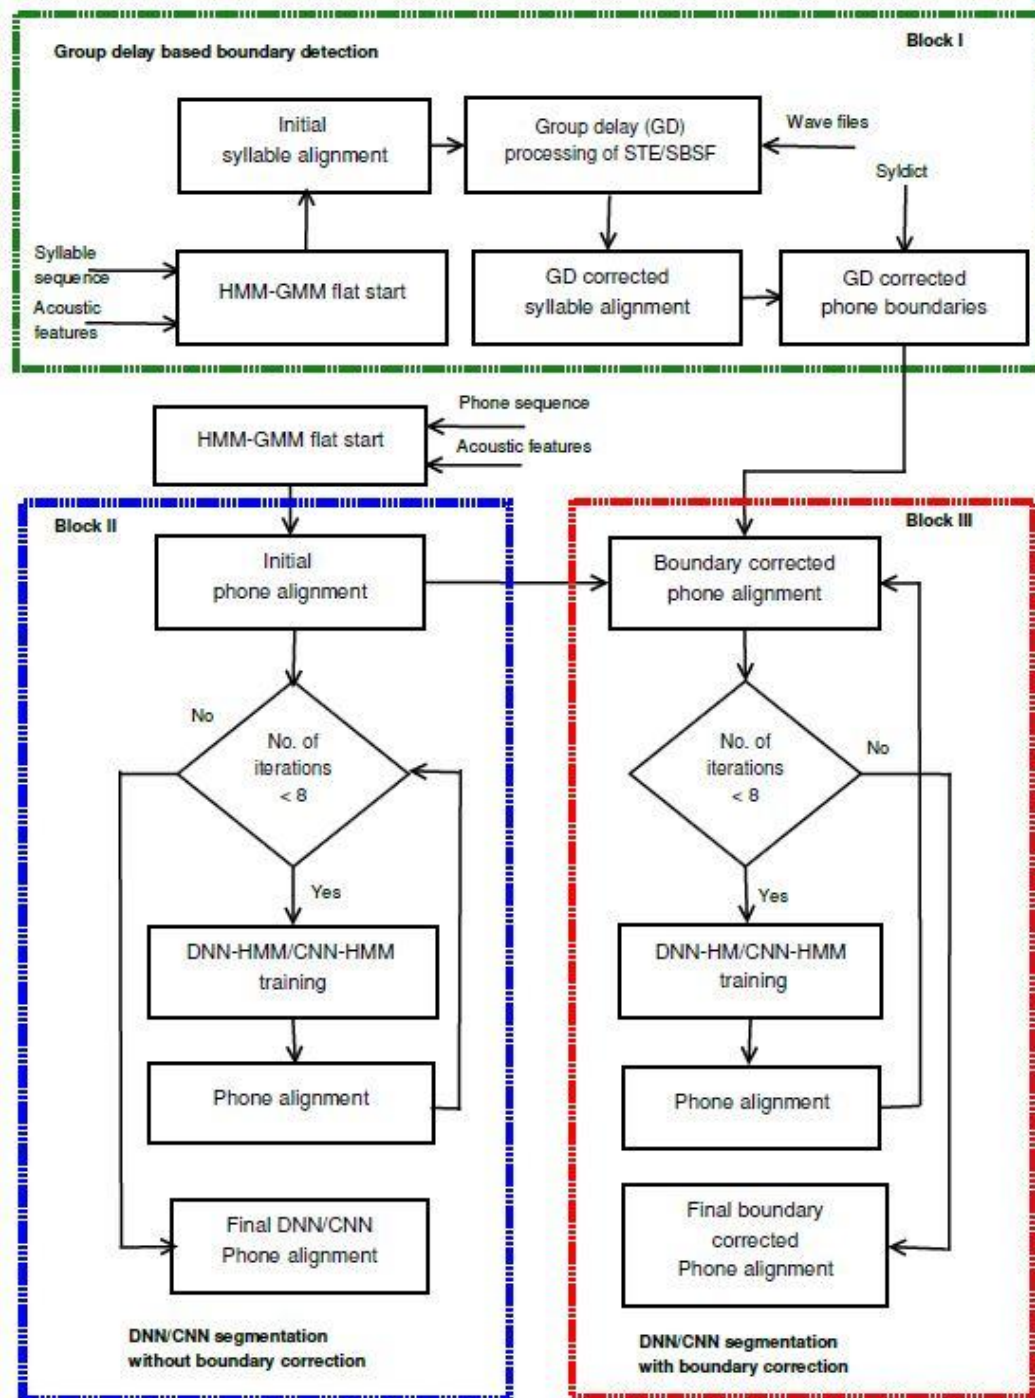 Group delay based boundary detection
Block I
Initial
syllable alignment
Group delay (GD)
processing of STE/SBSF
Wave files
Syldict
Syllable
sequence
Acoustic
features
HMM-GMM flat start
GD corrected
syllable alignment
GD corrected
phone boundaries
HMM-GMM flat start
Phone sequence
Acoustic features
Block II
Initial
phone alignment
No
No. of
iterations
< 8
Yes
DNN-HMM/CNN-HMM
training
Phone alignment
Final DNN/CNN
Phone alignment
DNN/CNN segmentation
without boundary correction
Block III
Boundary corrected
phone alignment
No. of
iterations
< 8
No
Yes
DNN-HM/CNN-HMM
training
Phone alignment
Final boundary
corrected
Phone alignment
DNN/CNN segmentation
with boundary correction